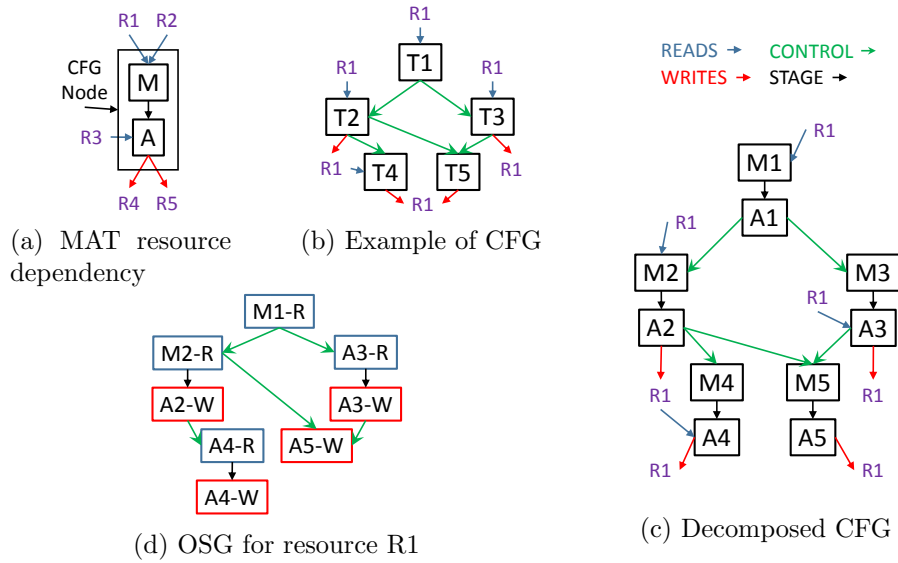 R1 R2
CFG
Node
M
R3
A
R4 R5
(a) MAT resource
dependency
R1
T1
R1 R1
T2 T3
R1
T4 T5
R1
R1
(b) Example of CFG
READS CONTROL
WRITES STAGE
R1
M1
A1
R1
M2 M3
R1
A2 A3
M4 M5
R1 R1
A4 A5
R1 R1
(c) Decomposed CFG
M1-R
M2-R A3-R
A2-W A3-W
A4-R A5-W
A4-W
(d) OSG for resource R1